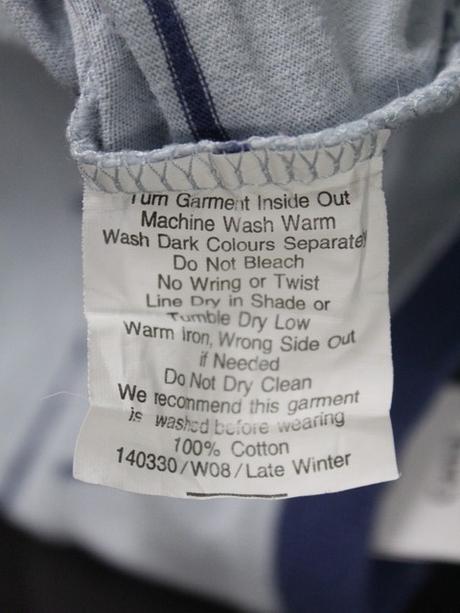 Turn Garment Inside Out
Machine Wash Warm
Wash Dark Colours Separately
Do Not Bleach
No Wring or Twist
Line Dry in Shade or
Tumble Dry Low
Warm Iron, Wrong Side Out
if Needed
Do Not Dry Clean
We recommend this garment
is washed before wearing
100% Cotton
140330/W08/Late Winter